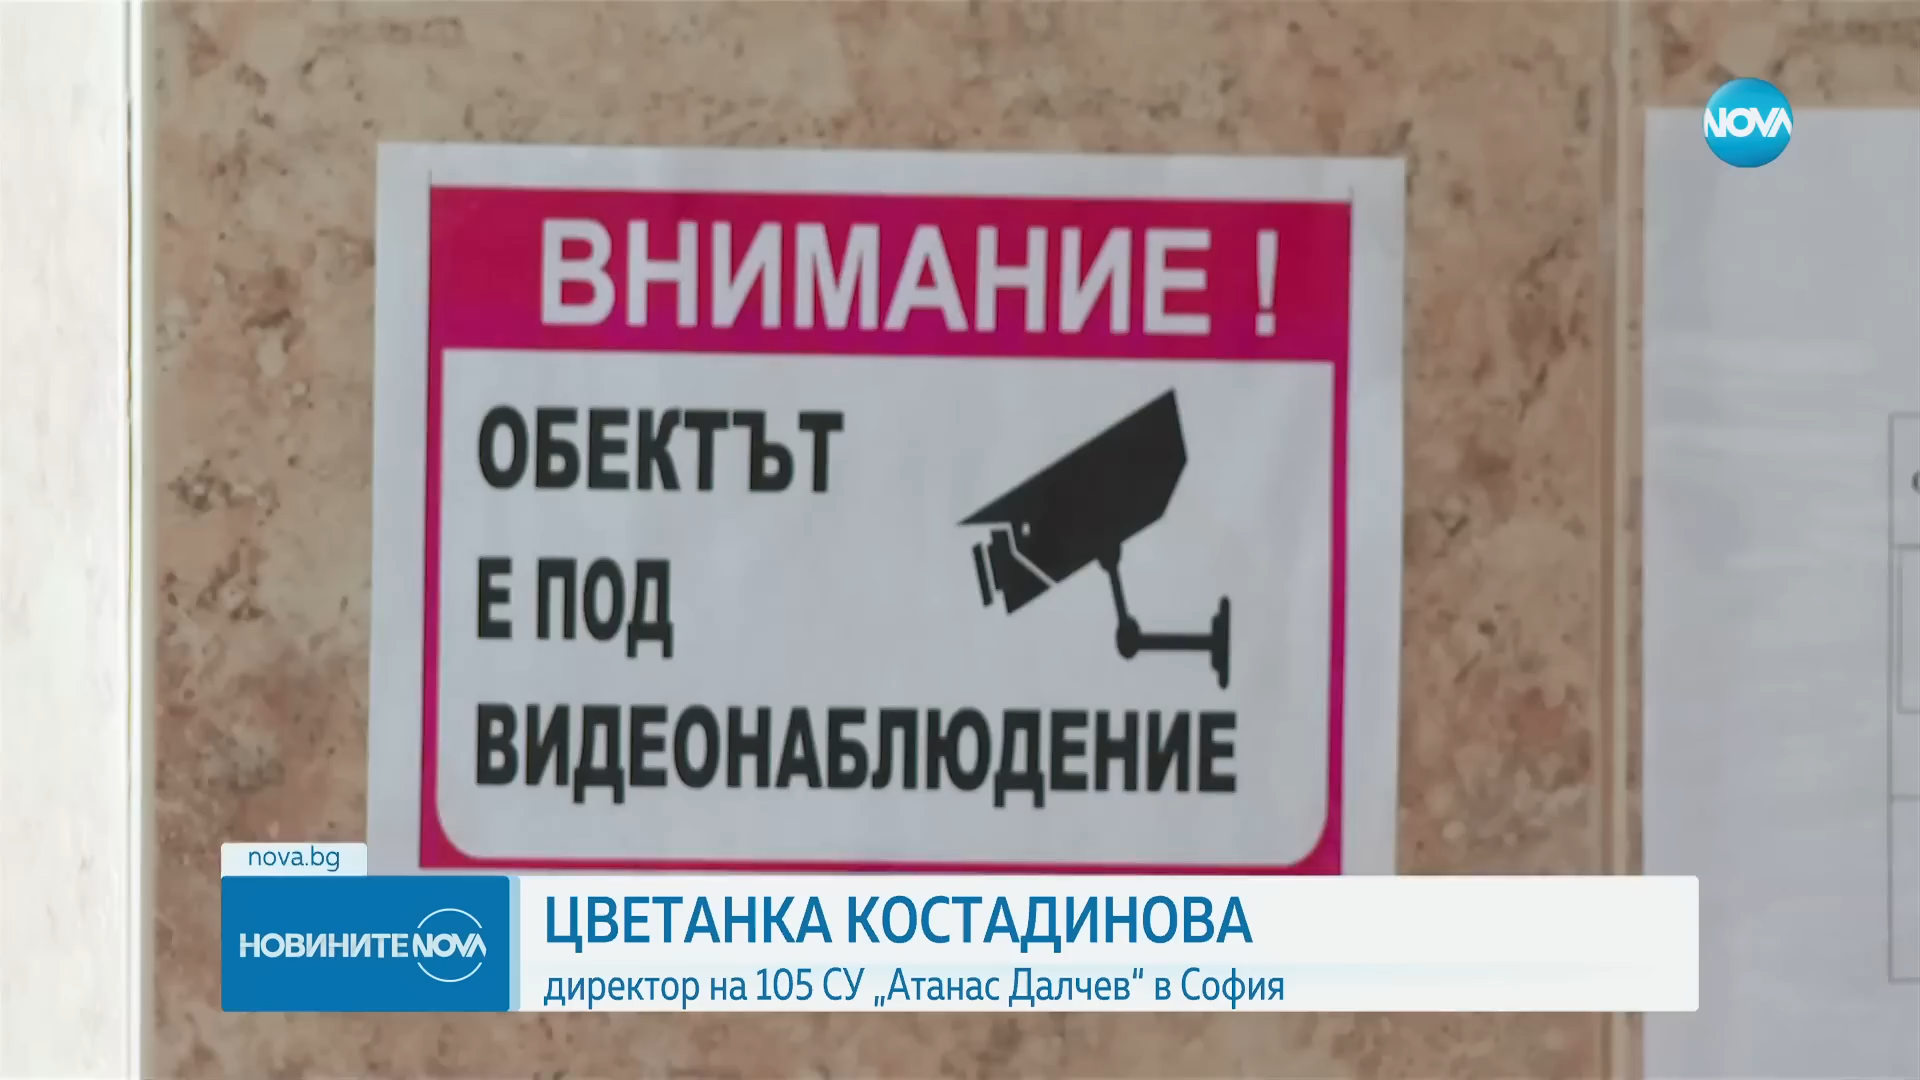 NOVA
ВНИМАНИЕ !
ОБЕКТЪТ
Е ПОД
ВИДЕОНАБЛЮДЕНИЕ
nova.bg
НОВИНИТЕ NOVA
ЦВЕТАНКА КОСТАДИНОВА
директор на 105 СУ „Атанас Далчев“ в София